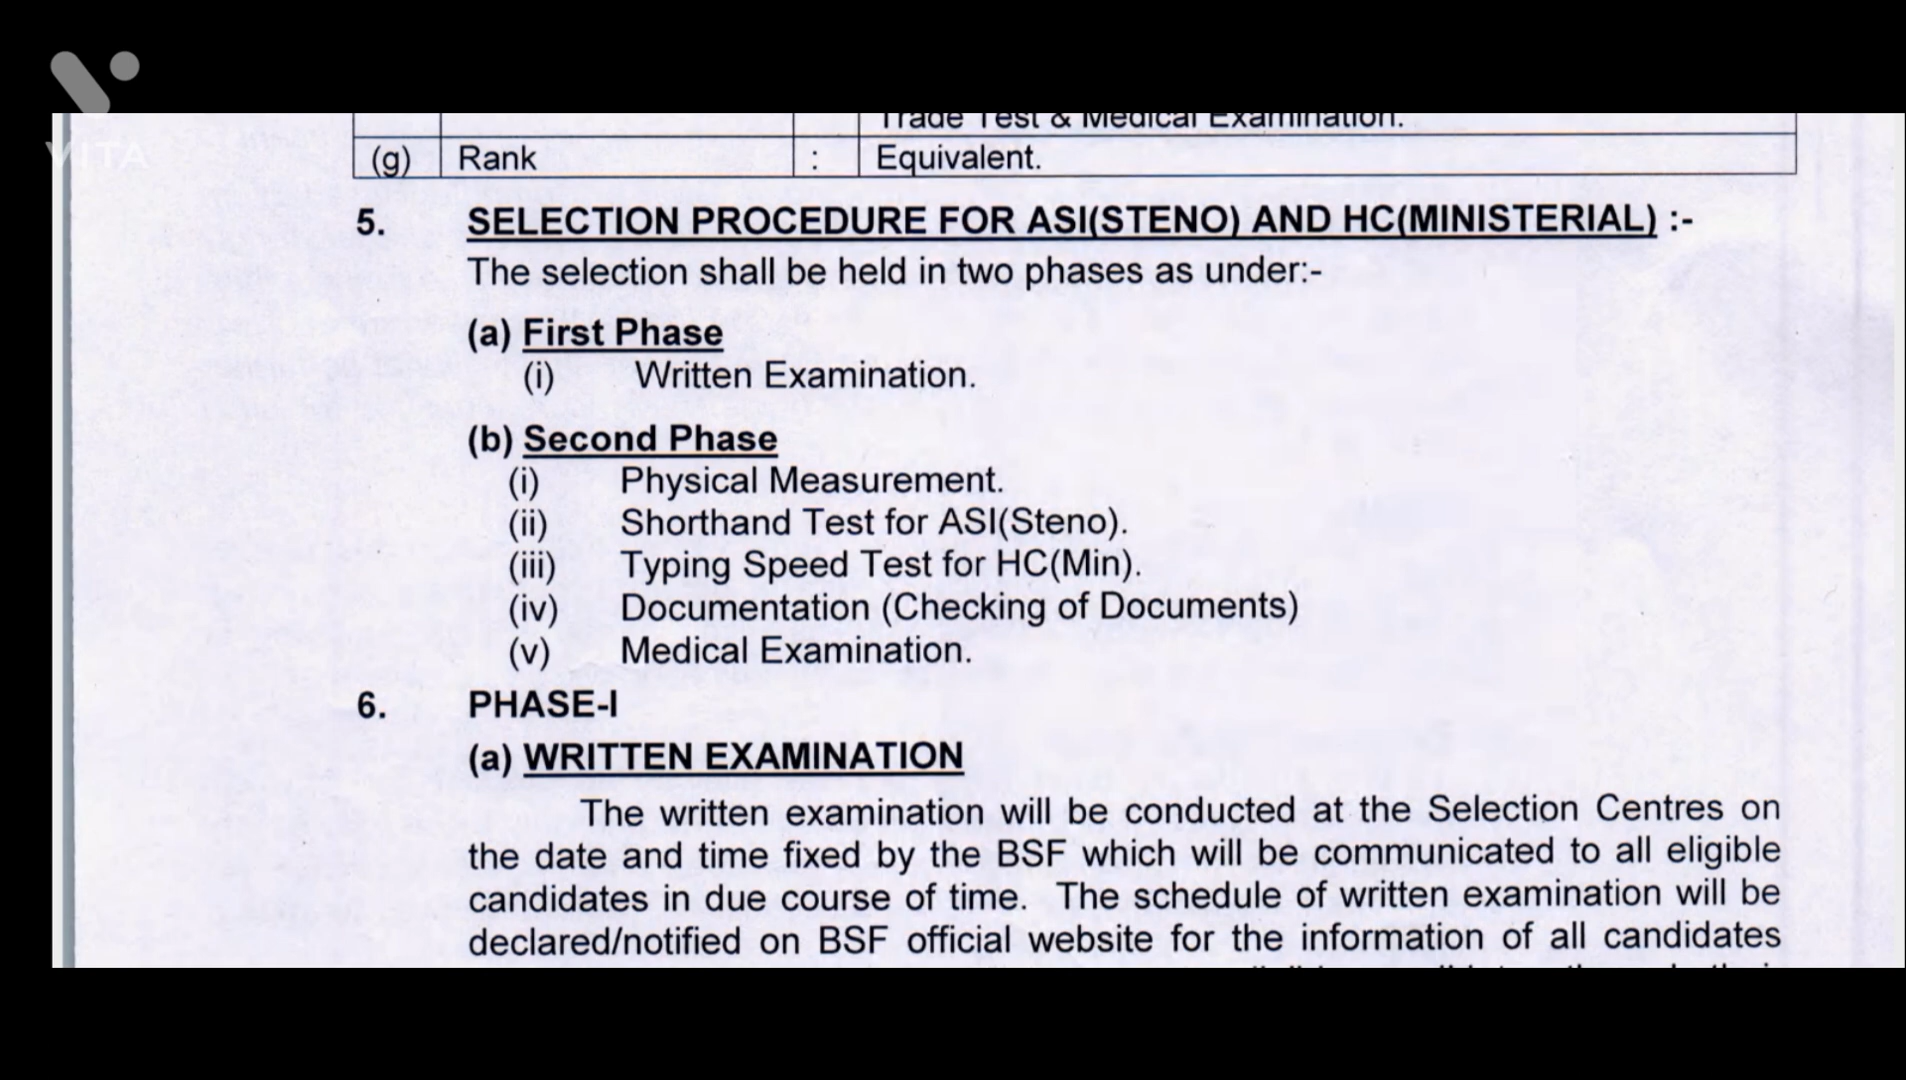 VITA
Trade Test & Medical Examination.
(g) Rank : Equivalent.
5. SELECTION PROCEDURE FOR ASI(STENO) AND HC(MINISTERIAL) :-
The selection shall be held in two phases as under:-
(a) First Phase
(i) Written Examination.
(b) Second Phase
(i) Physical Measurement.
(ii) Shorthand Test for ASI(Steno).
(iii) Typing Speed Test for HC(Min).
(iv) Documentation (Checking of Documents)
(v) Medical Examination.
6. PHASE-I
(a) WRITTEN EXAMINATION
The written examination will be conducted at the Selection Centres on
the date and time fixed by the BSF which will be communicated to all eligible
candidates in due course of time. The schedule of written examination will be
declared/notified on BSF official website for the information of all candidates